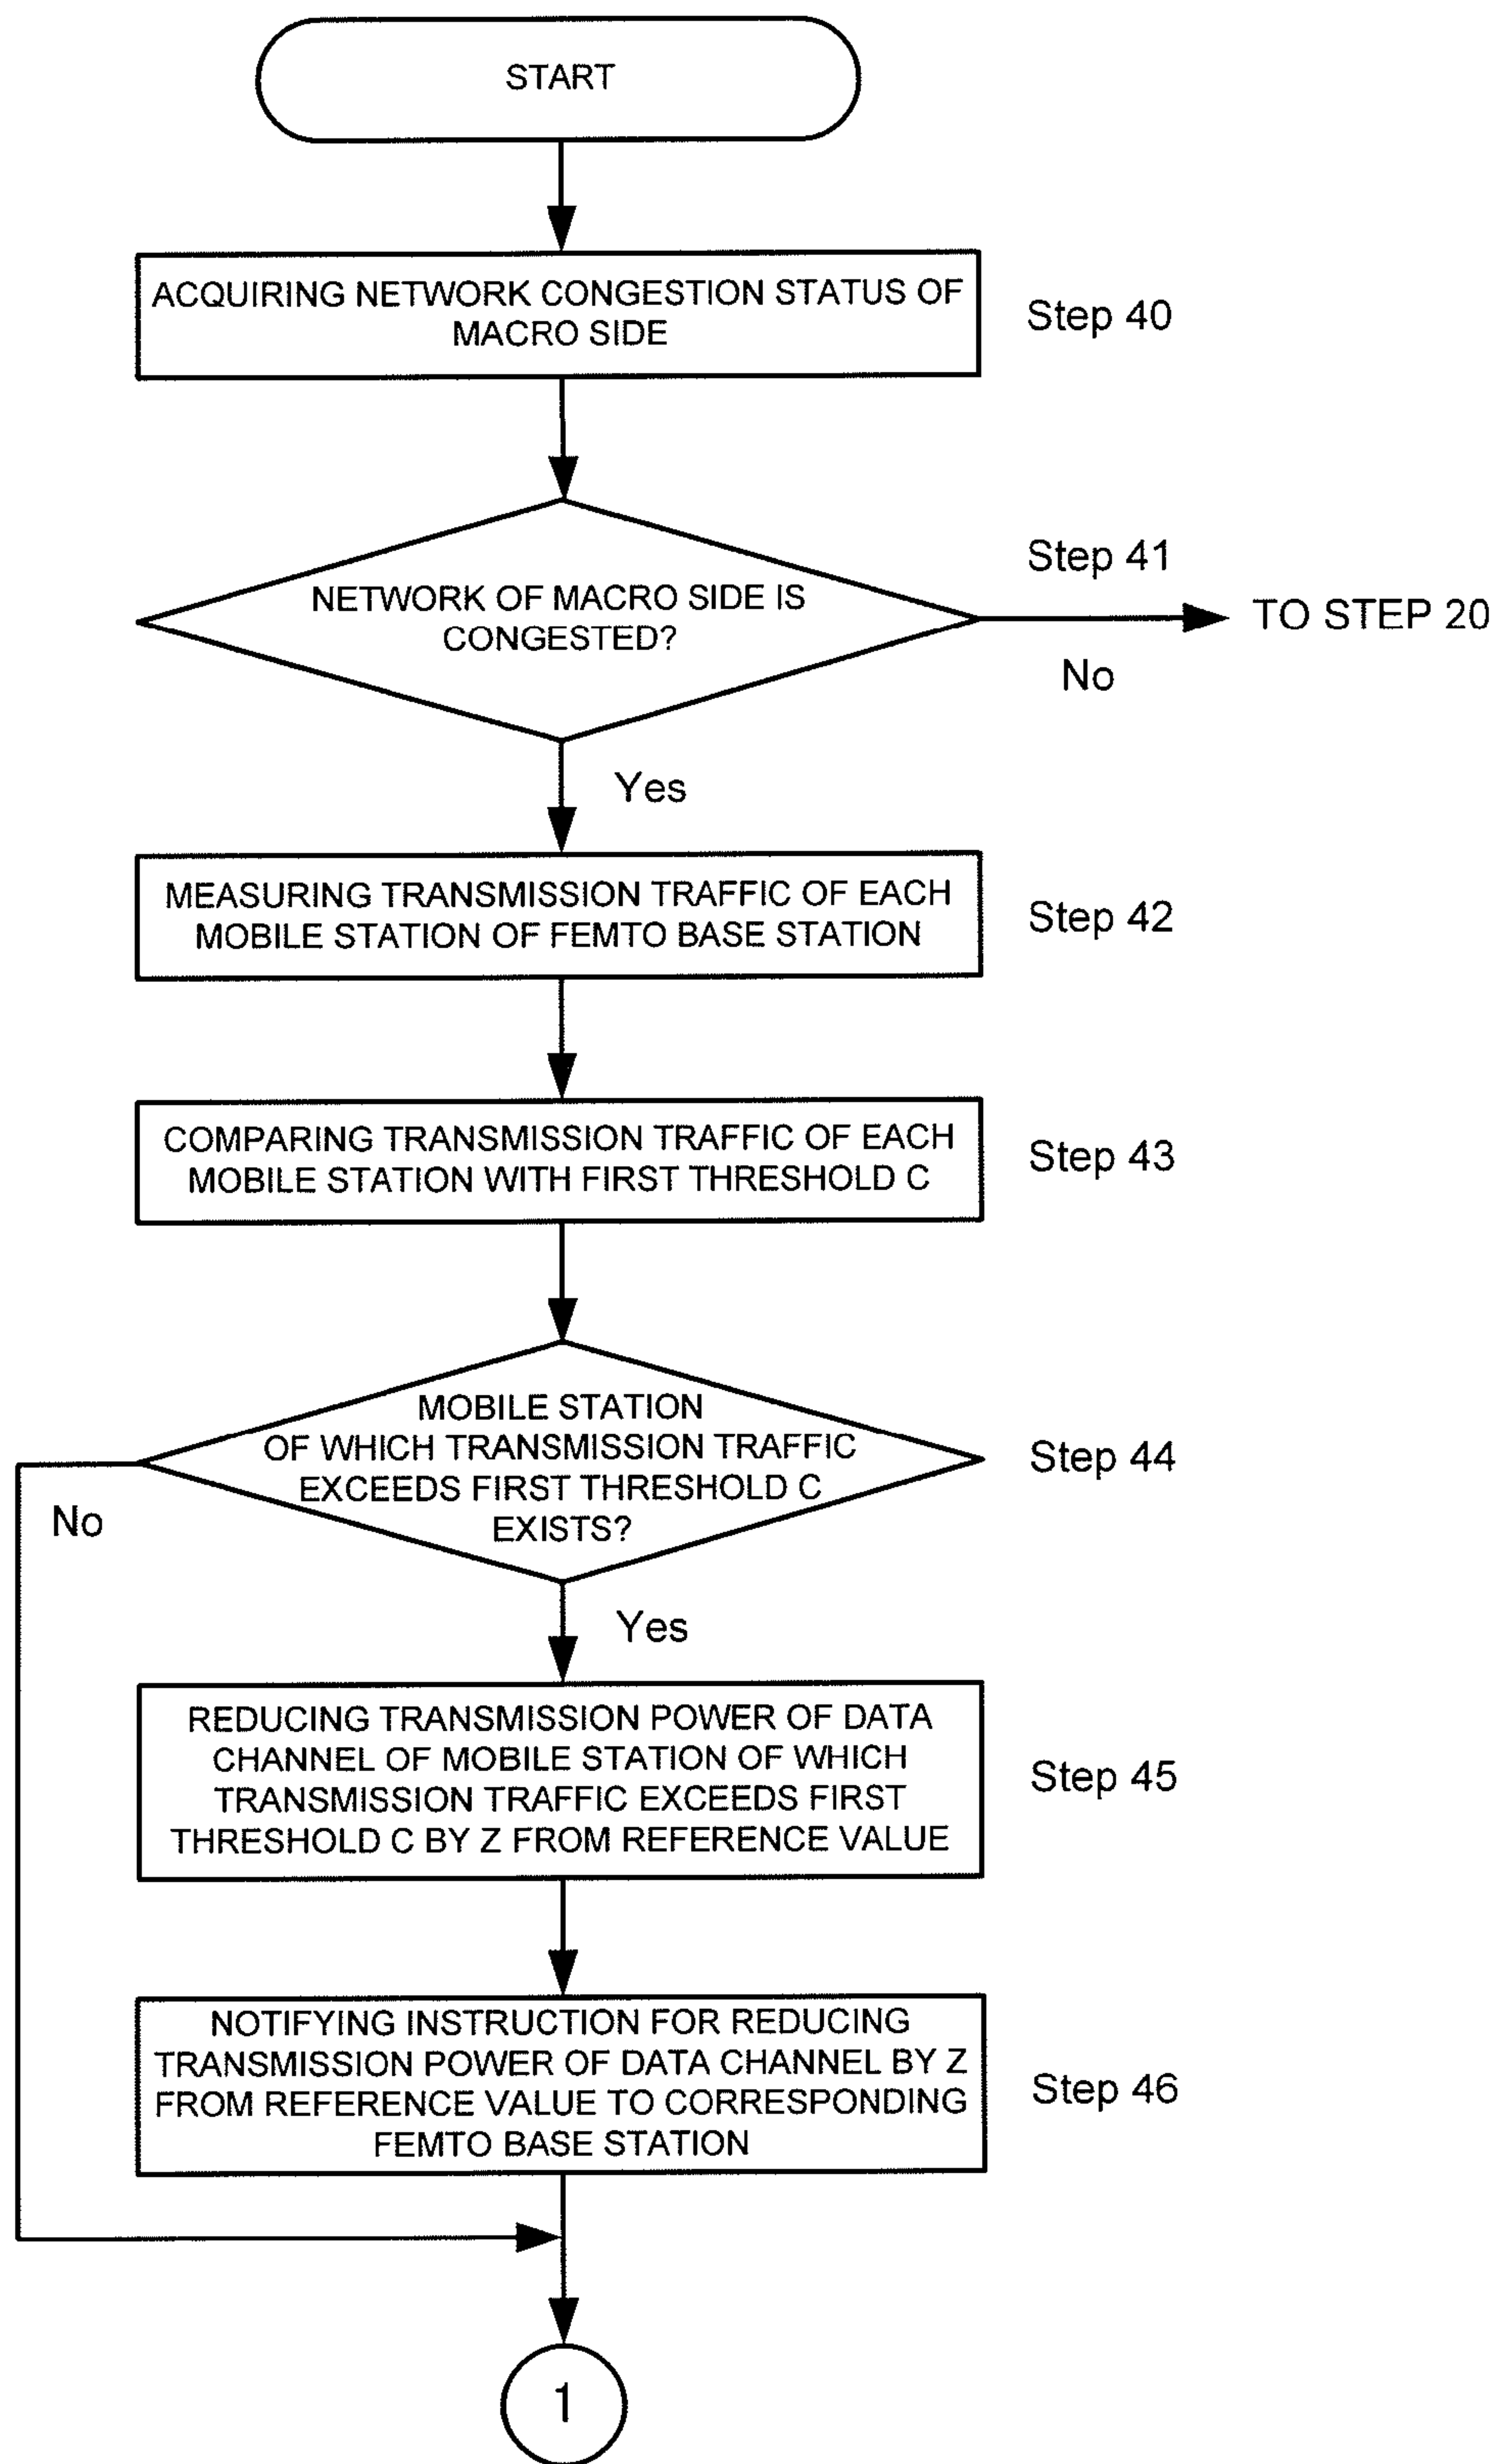 START
ACQUIRING NETWORK CONGESTION STATUS OF
MACRO SIDE
Step 40
NETWORK OF MACRO SIDE IS
CONGESTED?
Step 41
TO STEP 20
No
Yes
MEASURING TRANSMISSION TRAFFIC OF EACH
MOBILE STATION OF FEMTO BASE STATION
Step 42
COMPARING TRANSMISSION TRAFFIC OF EACH
MOBILE STATION WITH FIRST THRESHOLD C
Step 43
MOBILE STATION
OF WHICH TRANSMISSION TRAFFIC
EXCEEDS FIRST THRESHOLD C
EXISTS?
Step 44
No
Yes
REDUCING TRANSMISSION POWER OF DATA
CHANNEL OF MOBILE STATION OF WHICH
TRANSMISSION TRAFFIC EXCEEDS FIRST
THRESHOLD C BY Z FROM REFERENCE VALUE
Step 45
NOTIFYING INSTRUCTION FOR REDUCING
TRANSMISSION POWER OF DATA CHANNEL BY Z
FROM REFERENCE VALUE TO CORRESPONDING
FEMTO BASE STATION
Step 46
1